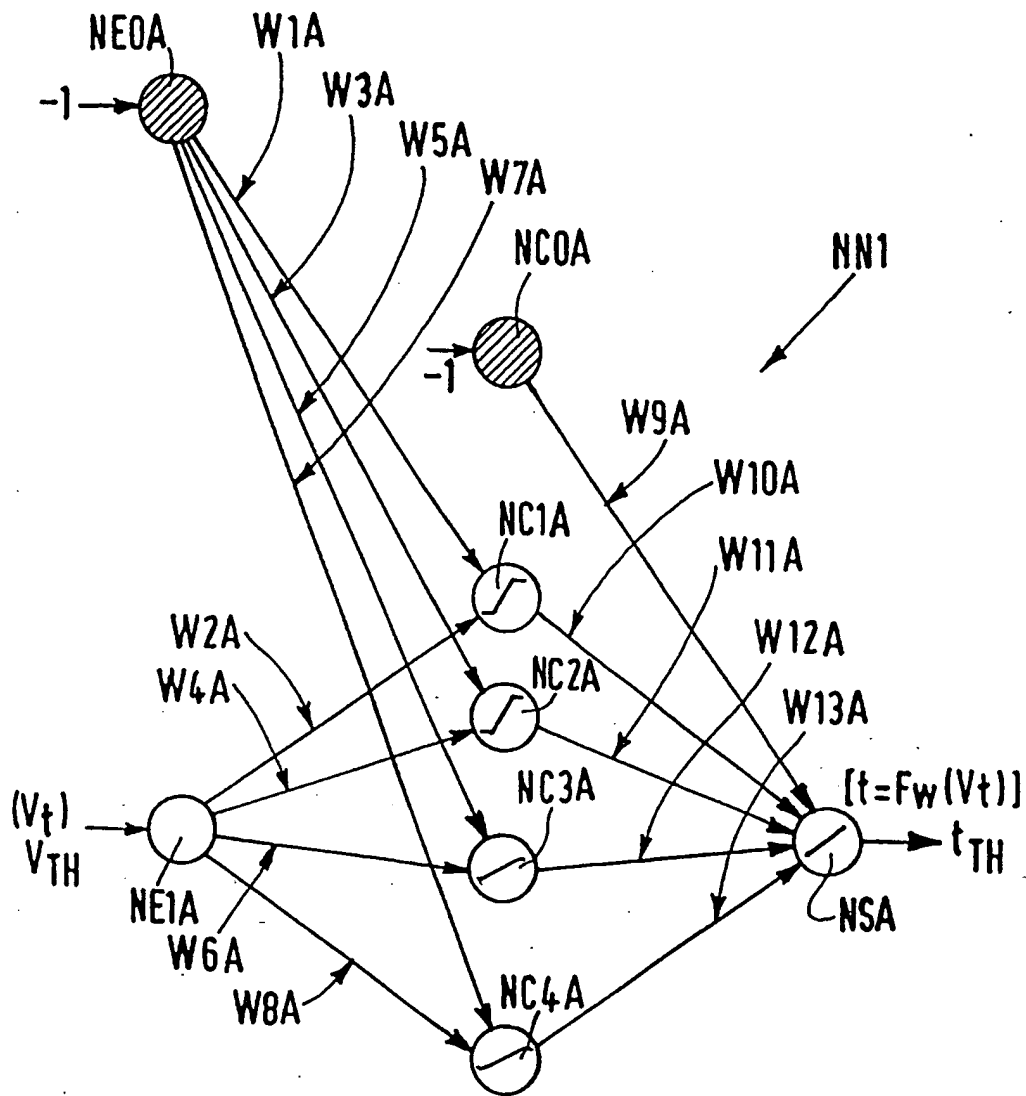 NE0A
W1A
W3A
W5A
W7A
-1
NC0A
NN1
-1
W9A
W10A
NC1A
W11A
W2A
W12A
W4A
NC2A
W13A
(Vt)
NC3A
[t=Fw(Vt)]
VTH
tTH
NE1A
NSA
W6A
W8A
NC4A